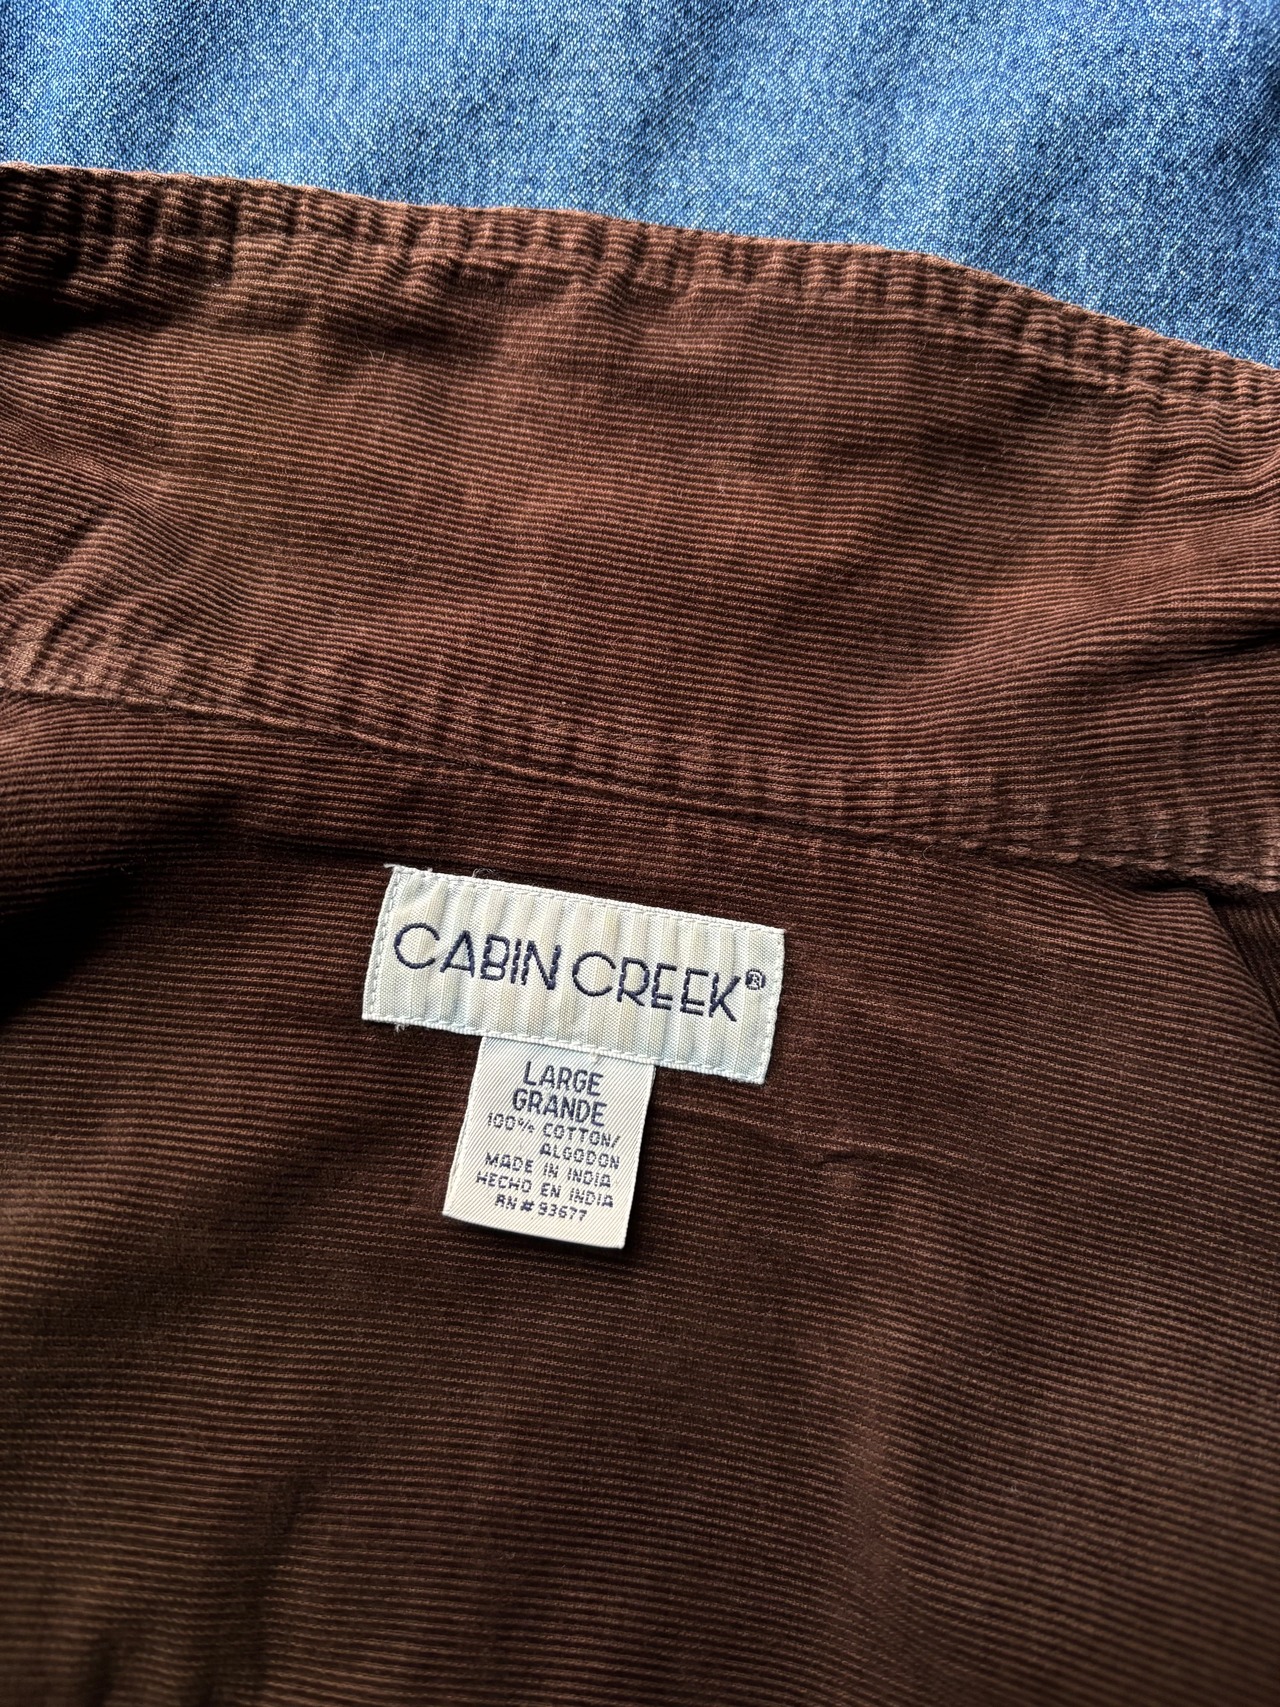 CABIN CREEK®
LARGE
GRANDE
100% COTTON/
ALGODON
MADE IN INDIA
HECHO EN INDIA
RN # 93677